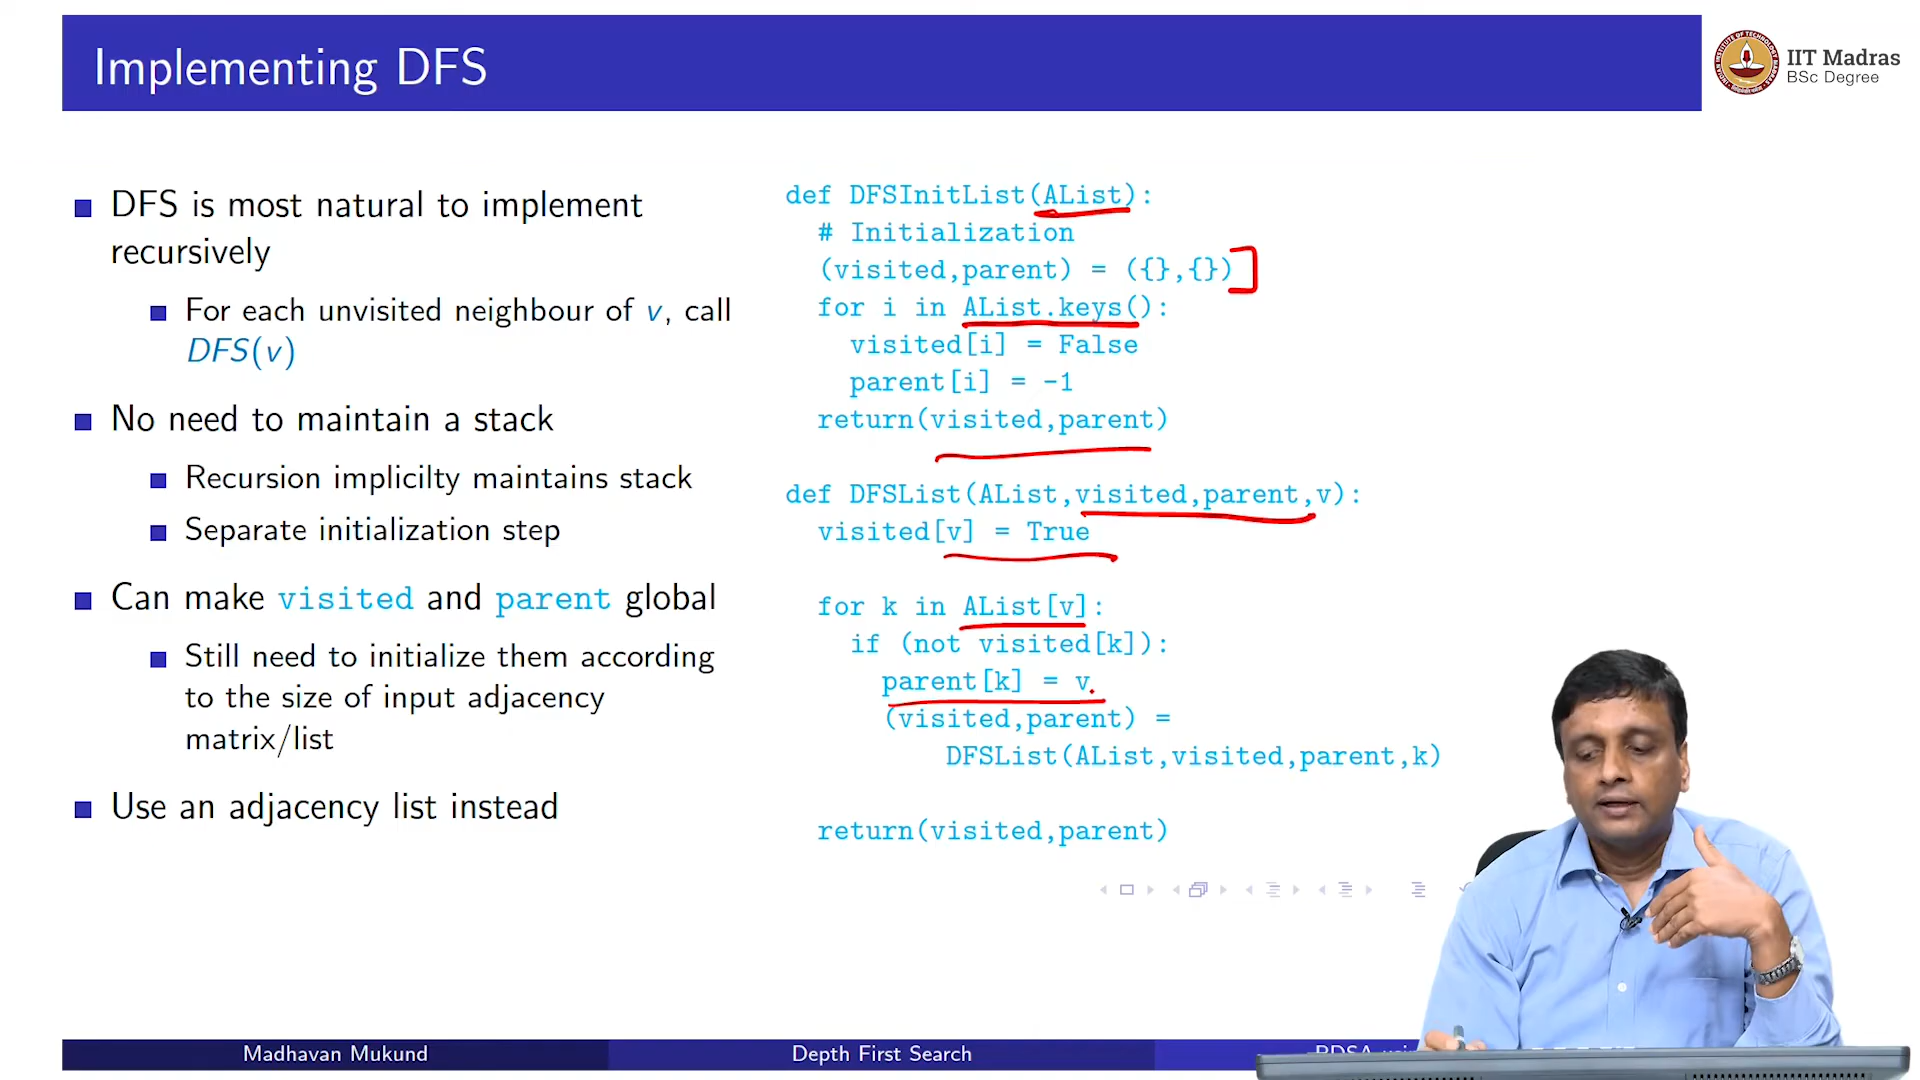 Implementing DFS
IIT Madras
BSc Degree
DFS is most natural to implement
recursively
For each unvisited neighbour of v, call
DFS(v)
No need to maintain a stack
Recursion implicilty maintains stack
Separate initialization step
Can make visited and parent global
Still need to initialize them according
to the size of input adjacency
matrix/list
Use an adjacency list instead
def DFSInitList(AList):
# Initialization
(visited,parent) = ({},{})
for i in AList.keys():
visited[i] = False
parent[i] = -1
return(visited,parent)
def DFSList(AList,visited,parent,v):
visited[v] = True
for k in AList[v]:
if (not visited[k]):
parent[k] = v
(visited,parent) =
DFSList(AList,visited,parent,k)
return(visited,parent)
Madhavan Mukund
Depth First Search